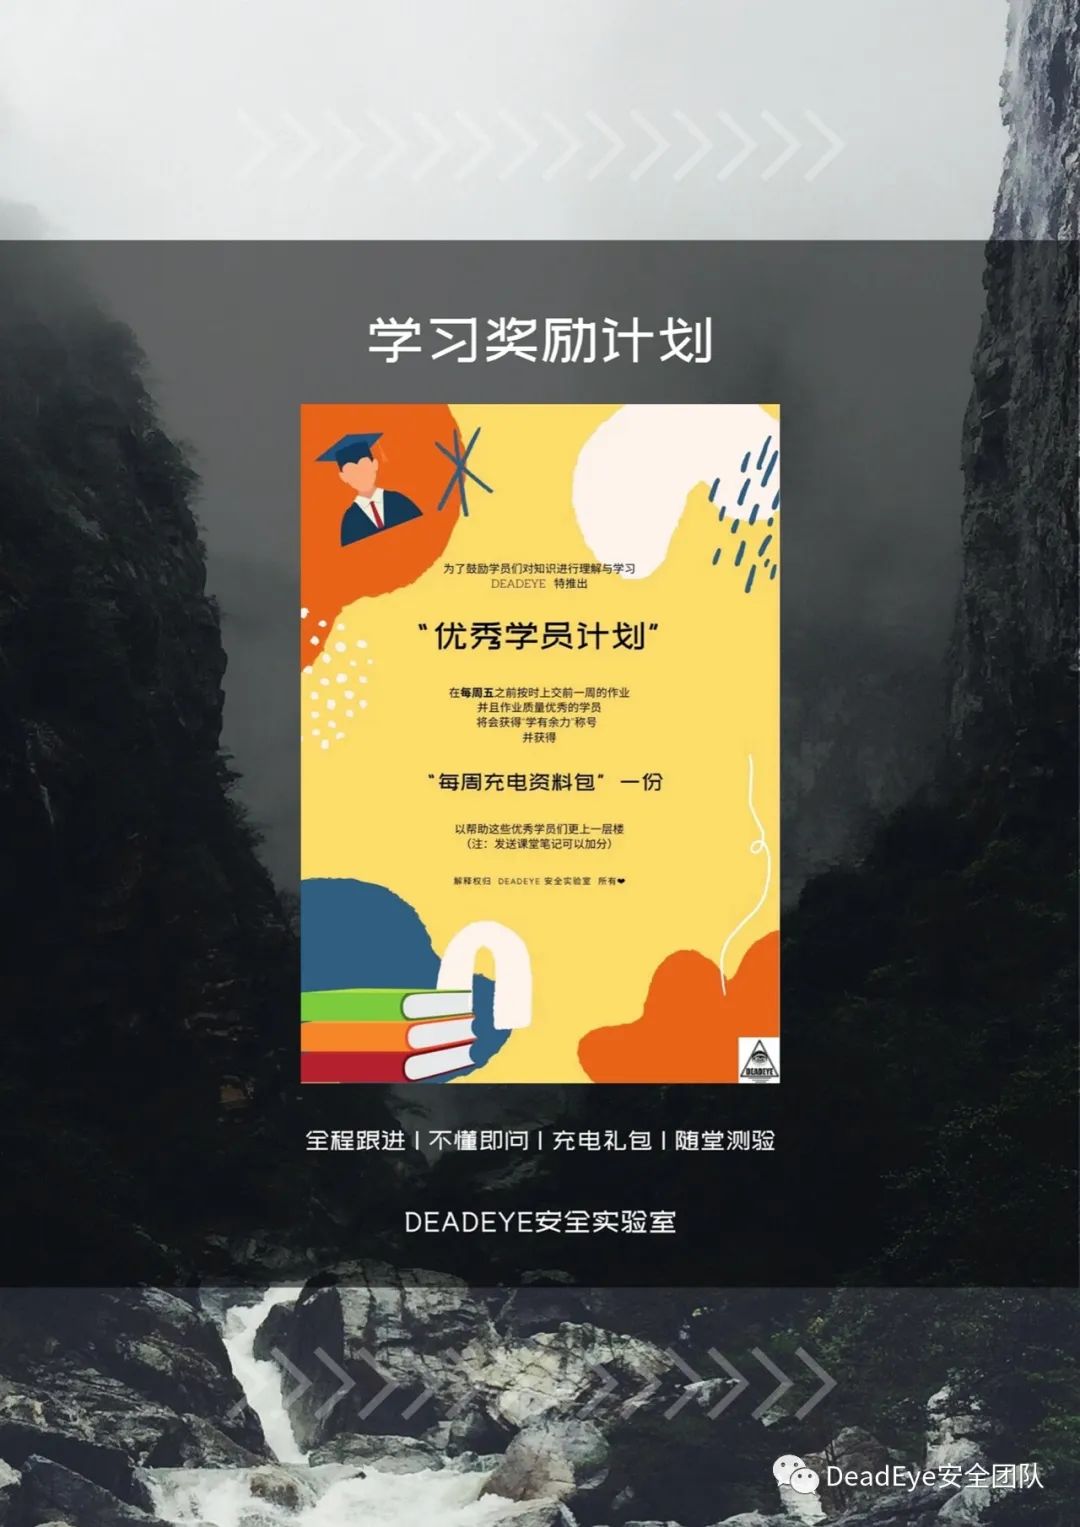 学习奖励计划
为了鼓励学员们对知识进行理解与学习
DEADEYE 特推出
“优秀学员计划”
在每周五之前按时上交前一周的作业
并且作业质量优秀的学员
将会获得“学有余力”称号
并获得
“每周充电资料包” 一份
以帮助这些优秀学员们更上一层楼
（注：发送课堂笔记可以加分）
解释权归 DEADEYE 安全实验室 所有❤
DEADEYE
全程跟进 | 不懂即问 | 充电礼包 | 随堂测验
DEADEYE安全实验室
DeadEye安全团队